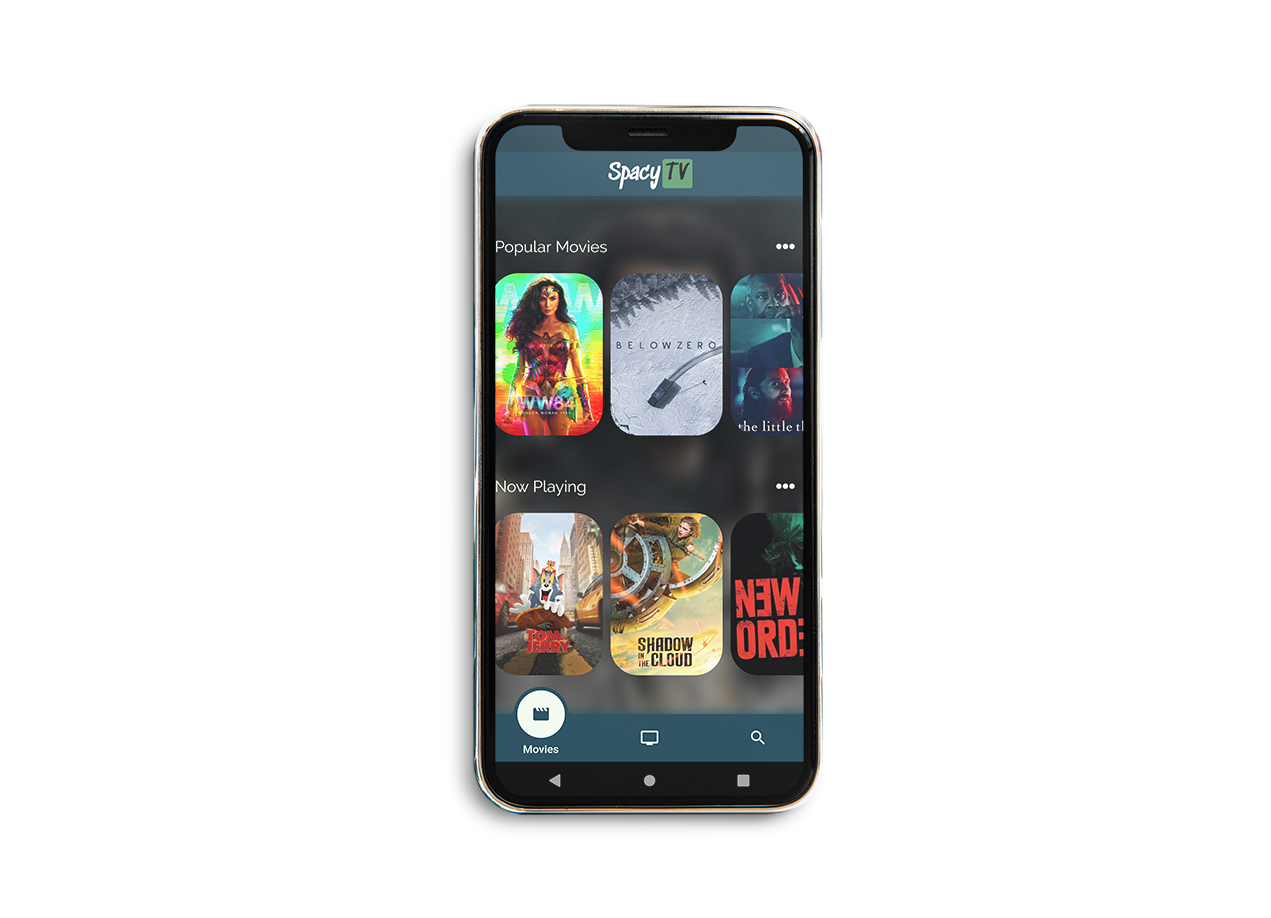 Spacy TV
Popular Movies
WW84
WONDER WOMAN 1984
BELOWZERO
the little th
Now Playing
TOM &
JERRY
SHADOW
IN THE CLOUD
NEW
ORDE
Movies